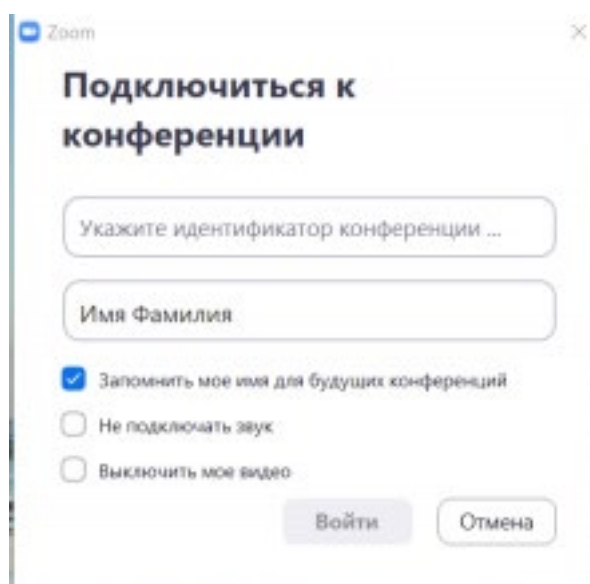 Zoom
Подключиться к
конференции
Укажите идентификатор конференции ...
Имя Фамилия
Запомнить мое имя для будущих конференций
Не подключать звук
Выключить мое видео
Войти
Отмена